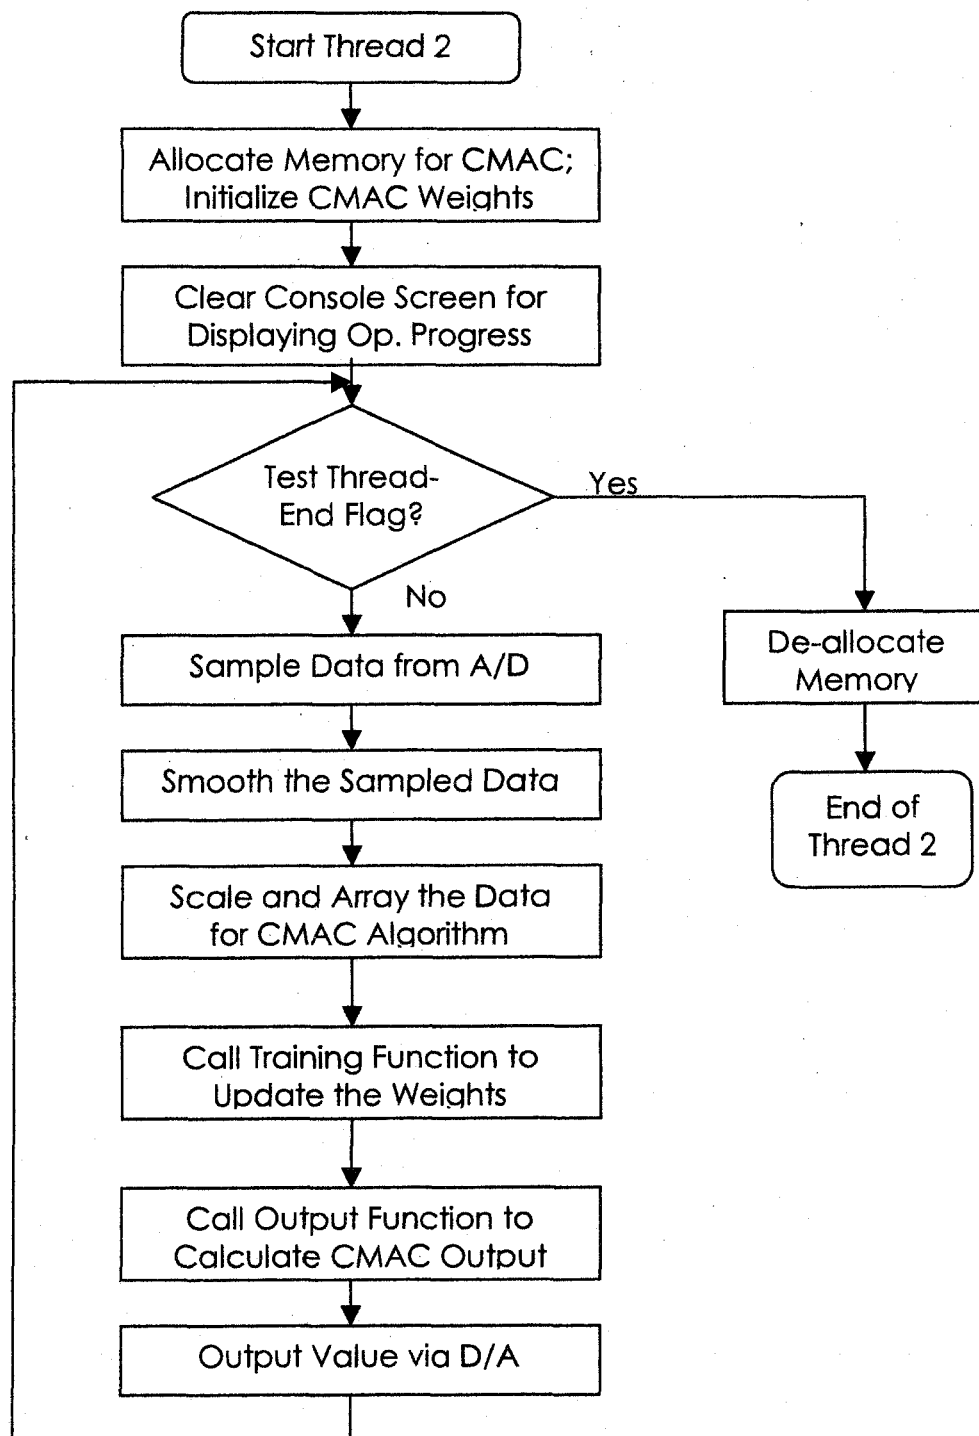 Start Thread 2
Allocate Memory for CMAC;
Initialize CMAC Weights
Clear Console Screen for
Displaying Op. Progress
Test Thread-
End Flag?
Yes
No
Sample Data from A/D
De-allocate
Memory
Smooth the Sampled Data
End of
Thread 2
Scale and Array the Data
for CMAC Algorithm
Call Training Function to
Update the Weights
Call Output Function to
Calculate CMAC Output
Output Value via D/A